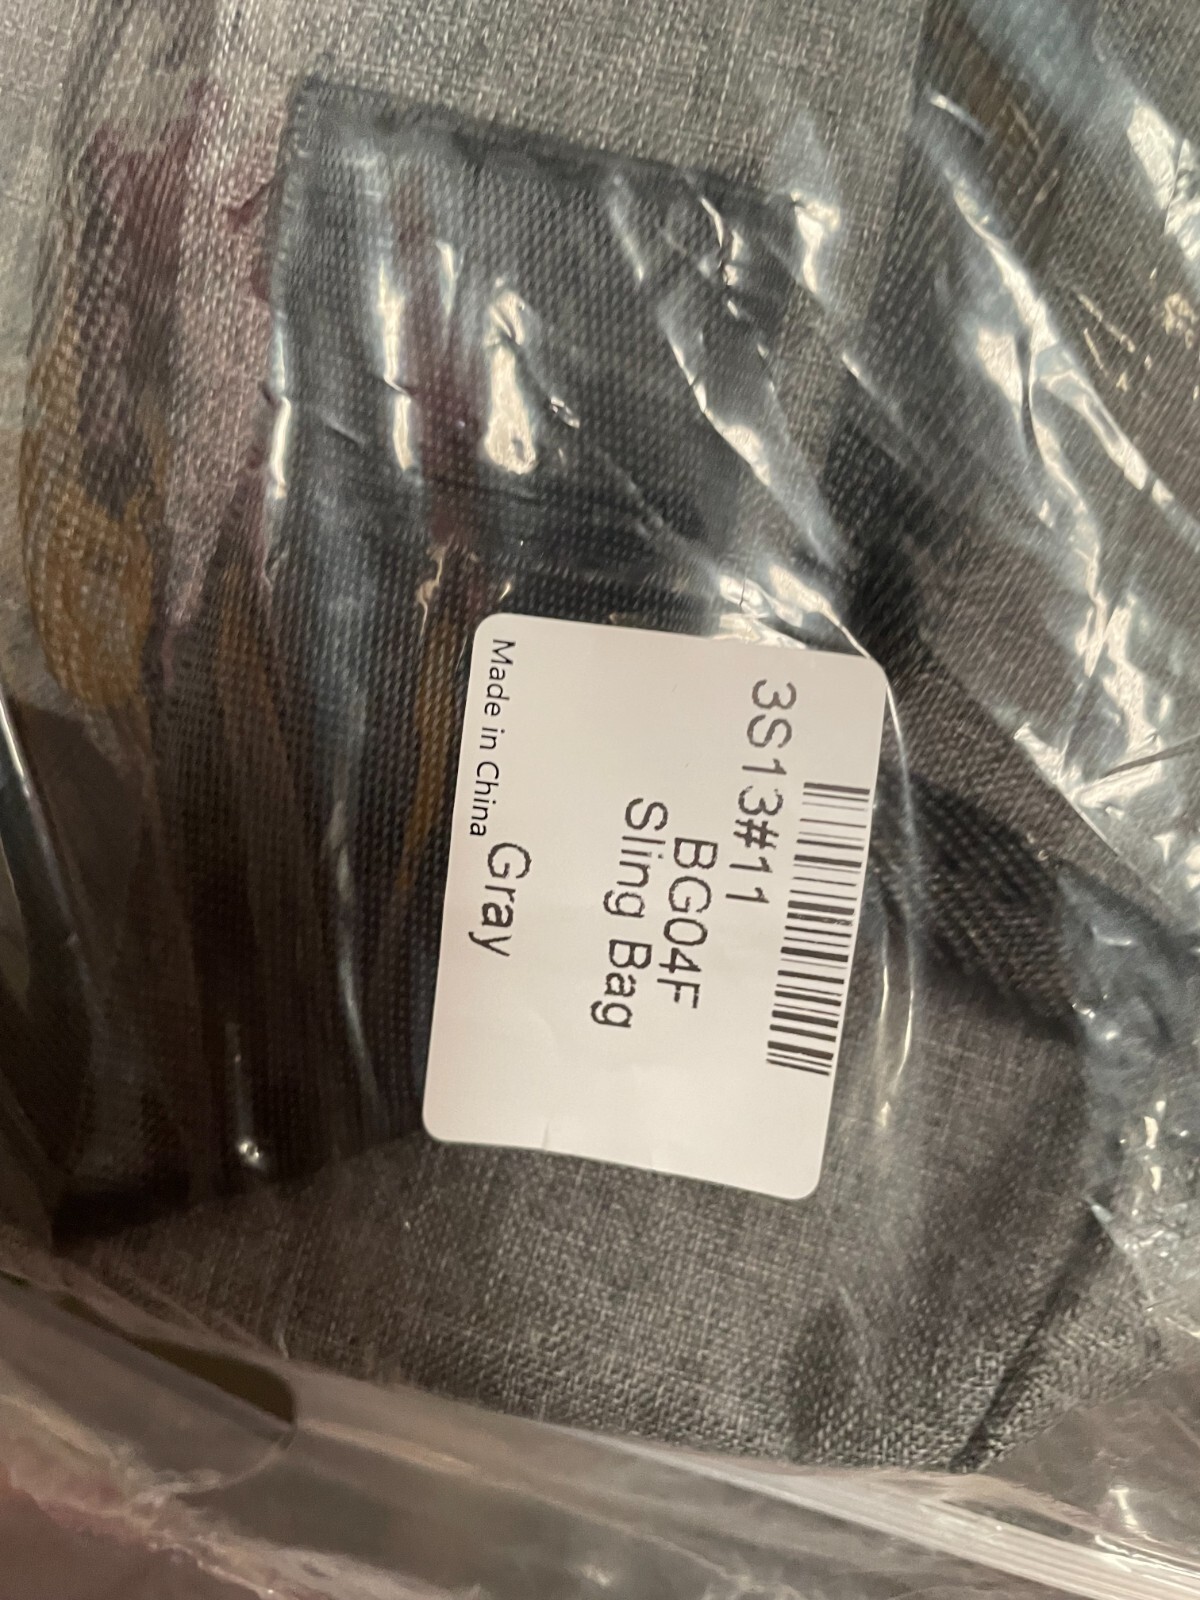 3S13#11
BG04F
Sling Bag
Gray
Made in China